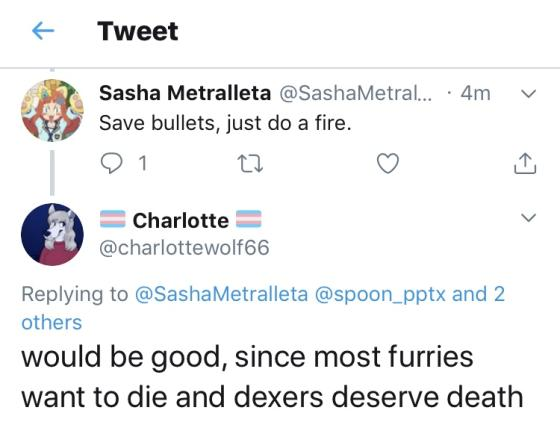 Tweet
Sasha Metralleta @SashaMetral... · 4m
Save bullets, just do a fire.
1
Charlotte
@charlottewolf66
Replying to @SashaMetralleta @spoon_pptx and 2
others
would be good, since most furries
want to die and dexers deserve death